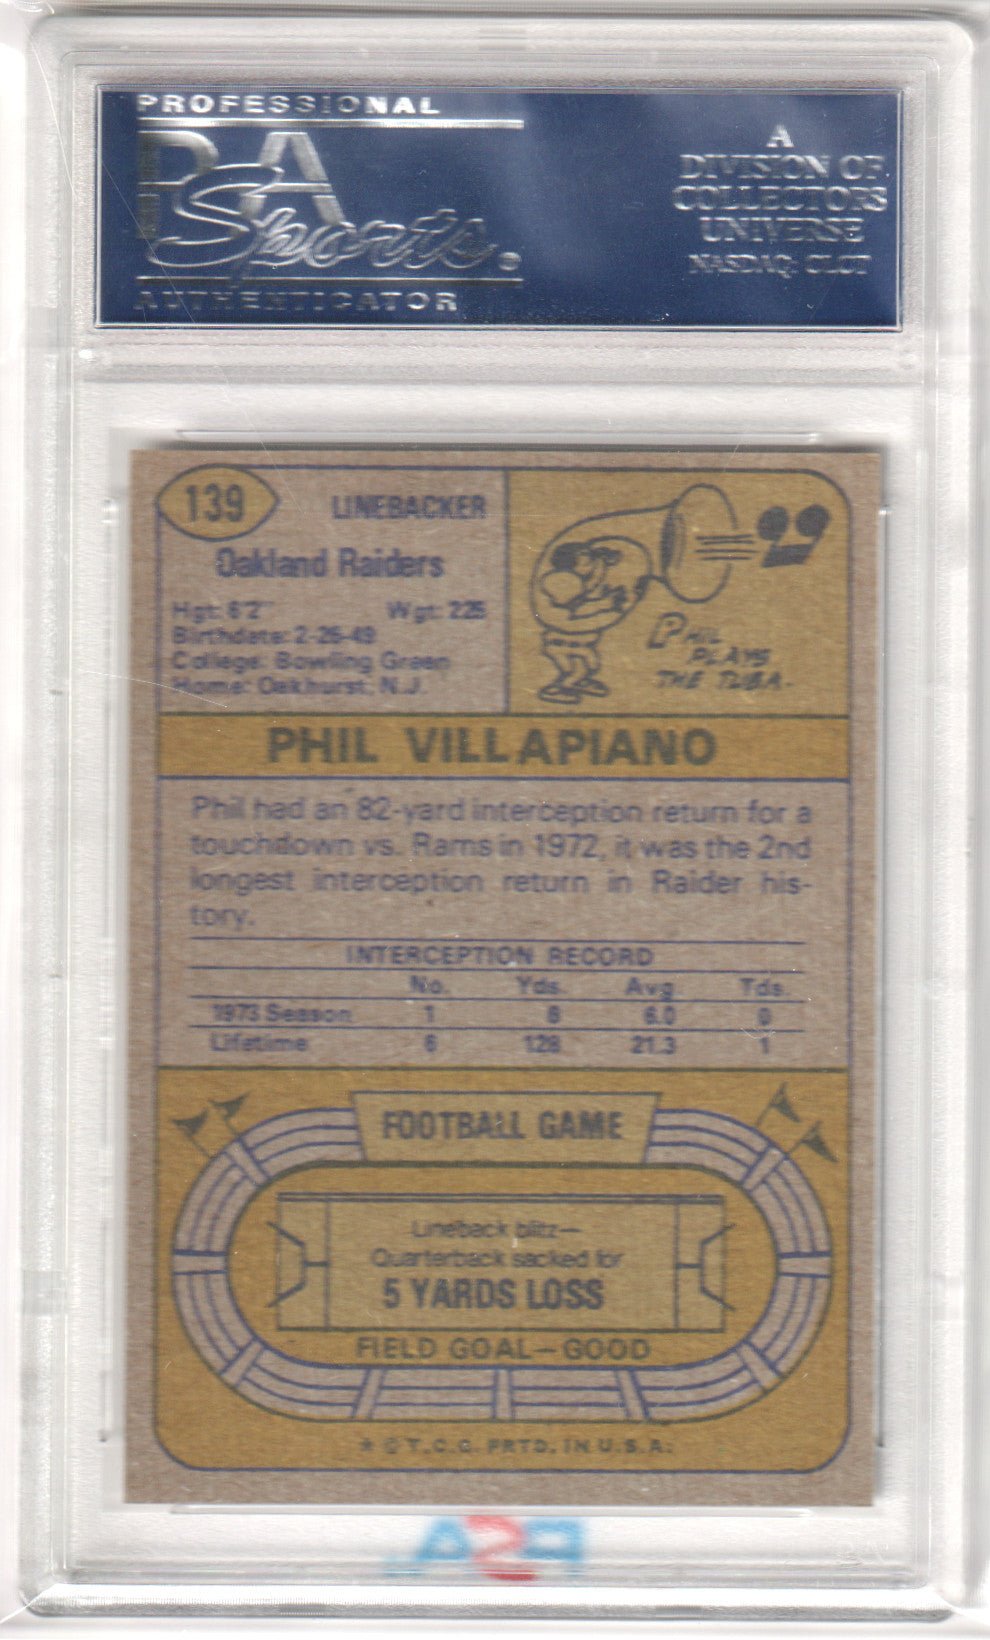 PROFESSIONAL
PSA
Sports
AUTHENTICATOR
A
DIVISION OF
COLLECTORS
UNIVERSE
NASDAQ: CLCT
139
LINEBACKER
Oakland Raiders
Hgt: 6'2" Wgt: 225
Birthdate: 2-26-49
College: Bowling Green
Home: Oakhurst, N.J.
PHIL
PLAYS
THE TUBA.
PHIL VILLAPIANO
Phil had an 82-yard interception return for a
touchdown vs. Rams in 1972, it was the 2nd
longest interception return in Raider his-
tory.
INTERCEPTION RECORD
No. Yds. Avg Tds.
1973 Season 1 6 6.0 0
Lifetime 6 128 21.3 1
FOOTBALL GAME
Lineback blitz—
Quarterback sacked for
5 YARDS LOSS
FIELD GOAL—GOOD
★ © T.C.G. PRTD. IN U.S.A.
PSA